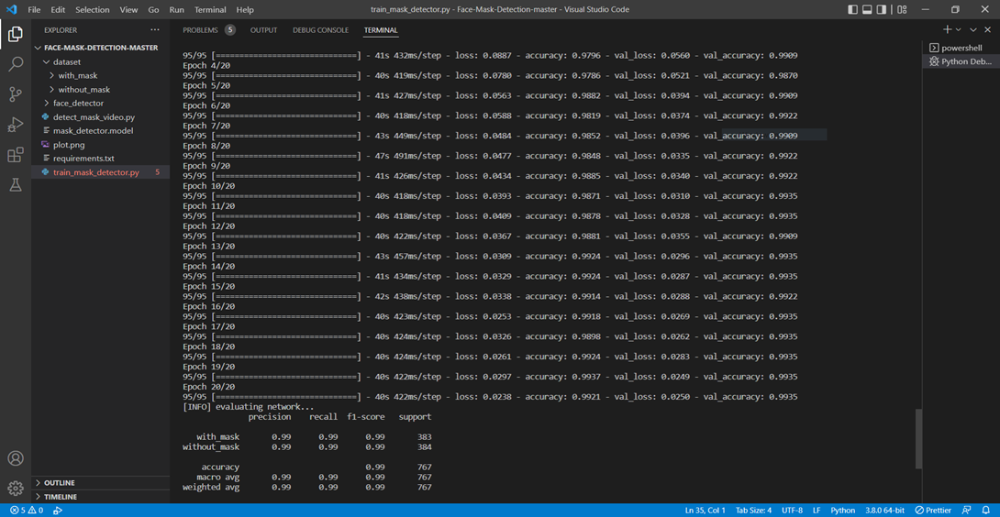 File Edit Selection View Go Run Terminal Help train_mask_detector.py - Face-Mask-Detection-master - Visual Studio Code
EXPLORER
FACE-MASK-DETECTION-MASTER
dataset
with_mask
without_mask
face_detector
detect_mask_video.py
mask_detector.model
plot.png
requirements.txt
train_mask_detector.py 5
OUTLINE
TIMELINE
PROBLEMS 5 OUTPUT DEBUG CONSOLE TERMINAL
95/95 [==============================] - 41s 432ms/step - loss: 0.0887 - accuracy: 0.9796 - val_loss: 0.0560 - val_accuracy: 0.9909
Epoch 4/20
95/95 [==============================] - 40s 419ms/step - loss: 0.0780 - accuracy: 0.9786 - val_loss: 0.0521 - val_accuracy: 0.9870
Epoch 5/20
95/95 [==============================] - 41s 427ms/step - loss: 0.0563 - accuracy: 0.9882 - val_loss: 0.0394 - val_accuracy: 0.9909
Epoch 6/20
95/95 [==============================] - 40s 418ms/step - loss: 0.0588 - accuracy: 0.9819 - val_loss: 0.0374 - val_accuracy: 0.9922
Epoch 7/20
95/95 [==============================] - 43s 449ms/step - loss: 0.0484 - accuracy: 0.9852 - val_loss: 0.0396 - val_accuracy: 0.9909
Epoch 8/20
95/95 [==============================] - 47s 491ms/step - loss: 0.0477 - accuracy: 0.9848 - val_loss: 0.0335 - val_accuracy: 0.9922
Epoch 9/20
95/95 [==============================] - 41s 426ms/step - loss: 0.0434 - accuracy: 0.9885 - val_loss: 0.0340 - val_accuracy: 0.9922
Epoch 10/20
95/95 [==============================] - 40s 418ms/step - loss: 0.0393 - accuracy: 0.9871 - val_loss: 0.0310 - val_accuracy: 0.9935
Epoch 11/20
95/95 [==============================] - 40s 418ms/step - loss: 0.0409 - accuracy: 0.9878 - val_loss: 0.0328 - val_accuracy: 0.9935
Epoch 12/20
95/95 [==============================] - 40s 422ms/step - loss: 0.0367 - accuracy: 0.9881 - val_loss: 0.0355 - val_accuracy: 0.9909
Epoch 13/20
95/95 [==============================] - 43s 457ms/step - loss: 0.0309 - accuracy: 0.9924 - val_loss: 0.0296 - val_accuracy: 0.9935
Epoch 14/20
95/95 [==============================] - 41s 434ms/step - loss: 0.0329 - accuracy: 0.9924 - val_loss: 0.0287 - val_accuracy: 0.9935
Epoch 15/20
95/95 [==============================] - 42s 438ms/step - loss: 0.0338 - accuracy: 0.9914 - val_loss: 0.0288 - val_accuracy: 0.9922
Epoch 16/20
95/95 [==============================] - 40s 423ms/step - loss: 0.0253 - accuracy: 0.9918 - val_loss: 0.0269 - val_accuracy: 0.9935
Epoch 17/20
95/95 [==============================] - 40s 424ms/step - loss: 0.0326 - accuracy: 0.9898 - val_loss: 0.0262 - val_accuracy: 0.9935
Epoch 18/20
95/95 [==============================] - 40s 424ms/step - loss: 0.0261 - accuracy: 0.9924 - val_loss: 0.0283 - val_accuracy: 0.9935
Epoch 19/20
95/95 [==============================] - 40s 422ms/step - loss: 0.0297 - accuracy: 0.9937 - val_loss: 0.0249 - val_accuracy: 0.9935
Epoch 20/20
95/95 [==============================] - 40s 422ms/step - loss: 0.0238 - accuracy: 0.9921 - val_loss: 0.0250 - val_accuracy: 0.9935
[INFO] evaluating network...
precision recall f1-score support
with_mask 0.99 0.99 0.99 383
without_mask 0.99 0.99 0.99 384
accuracy 0.99 767
macro avg 0.99 0.99 0.99 767
weighted avg 0.99 0.99 0.99 767
powershell
Python Deb...
5 0 Ln 35, Col 1 Tab Size: 4 UTF-8 LF Python 3.8.0 64-bit Prettier